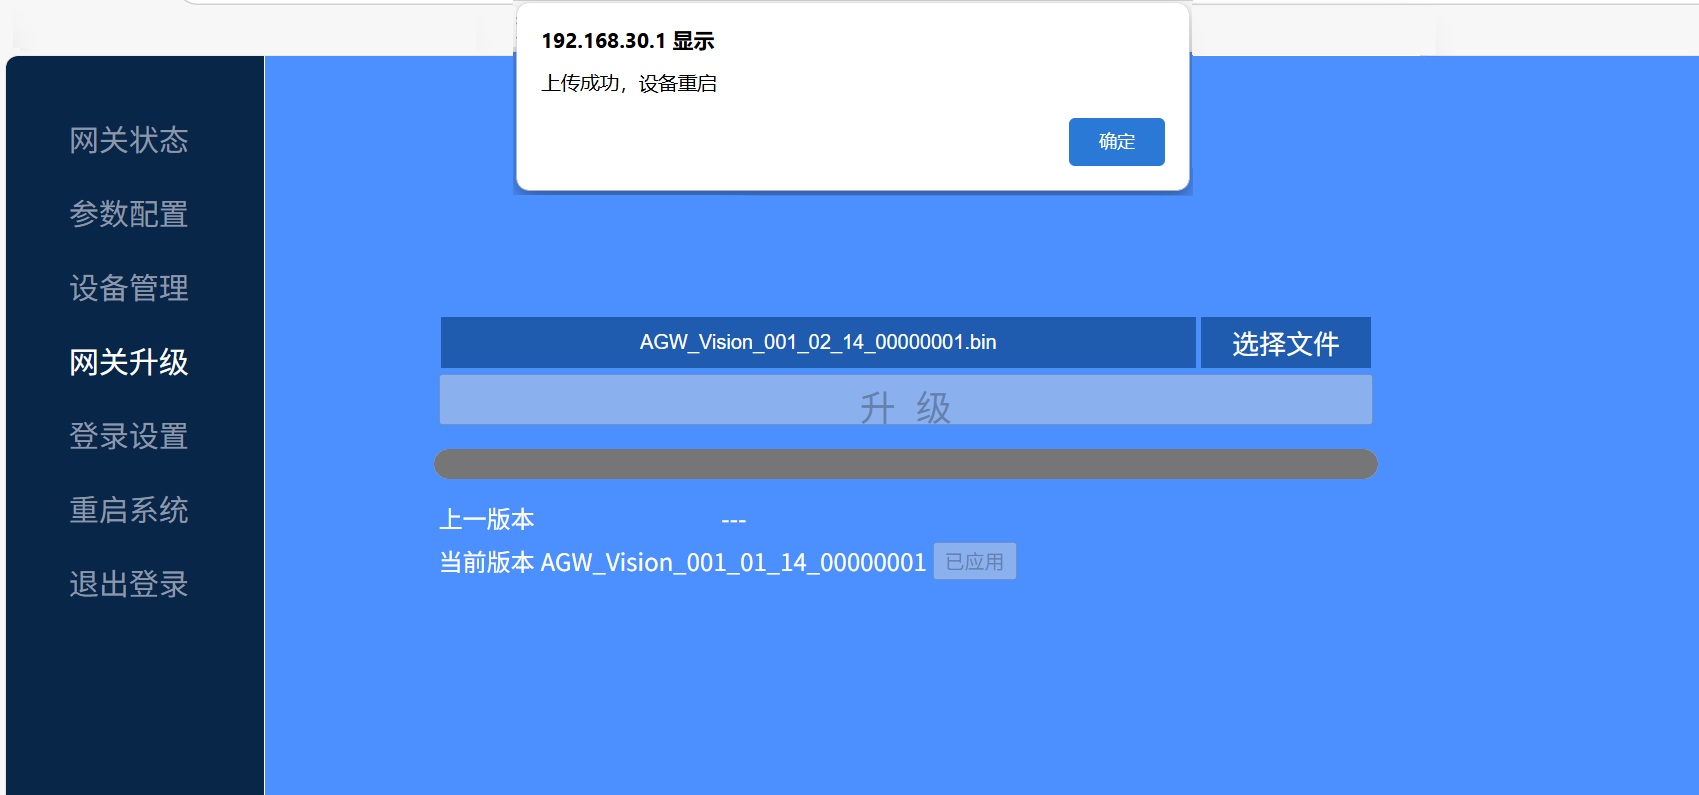 192.168.30.1 显示
上传成功，设备重启
确定
网关状态
参数配置
设备管理
网关升级
登录设置
重启系统
退出登录
AGW_Vision_001_02_14_00000001.bin
选择文件
升 级
上一版本 ---
当前版本 AGW_Vision_001_01_14_00000001 已应用